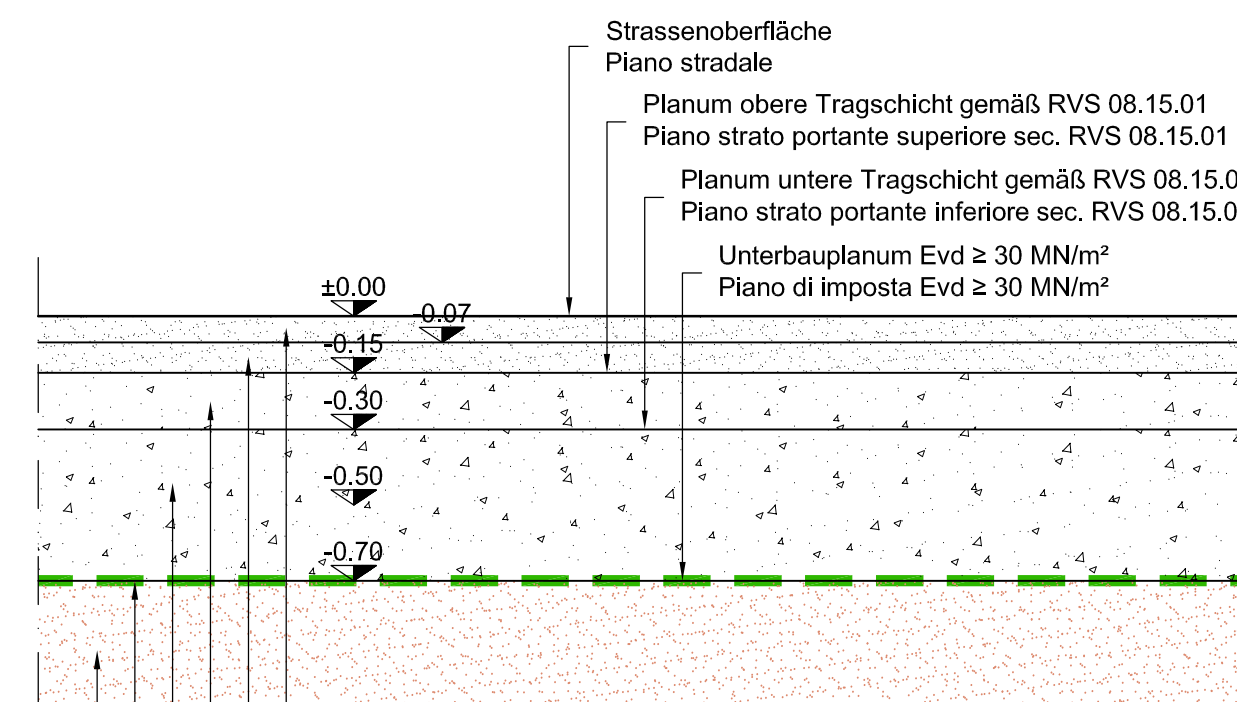 Strassenoberfläche
Piano stradale
Planum obere Tragschicht gemäß RVS 08.15.01
Piano strato portante superiore sec. RVS 08.15.01
Planum untere Tragschicht gemäß RVS 08.15.0
Piano strato portante inferiore sec. RVS 08.15.0
Unterbauplanum Evd ≥ 30 MN/m²
Piano di imposta Evd ≥ 30 MN/m²
±0.00
-0.07
-0.15
-0.30
-0.50
-0.70